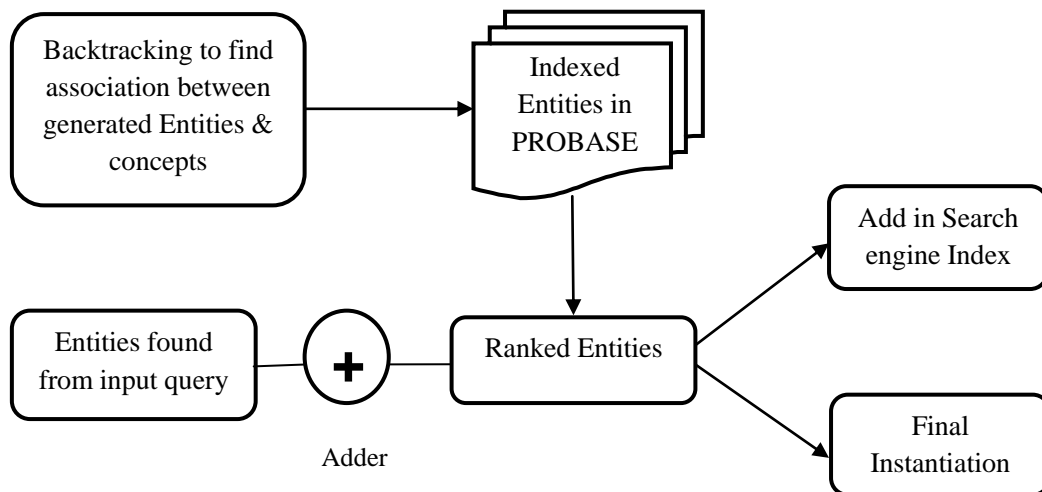 Backtracking to find
association between
generated Entities &
concepts
Indexed
Entities in
PROBASE
Add in Search
engine Index
Entities found
from input query
+
Ranked Entities
Adder
Final
Instantiation